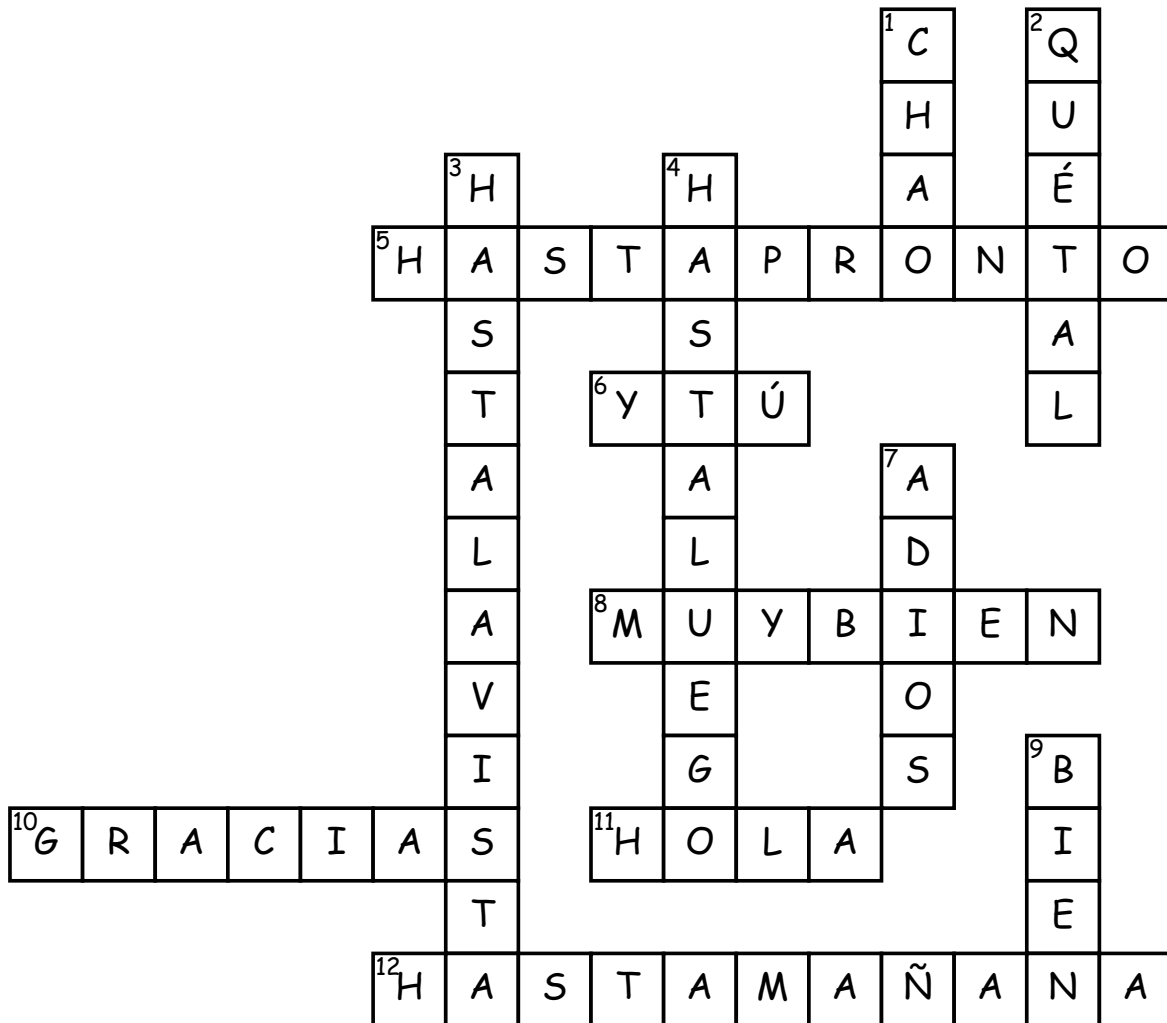 1 C 2 Q
H U
3 H 4 H A É
5 H A S T A P R O N T O
S S A
T 6 Y T Ú L
A A 7 A
L L D
A 8 M U Y B I E N
V E O
I G S 9 B
10 G R A C I A S 11 H O L A I
T E
12 H A S T A M A Ñ A N A